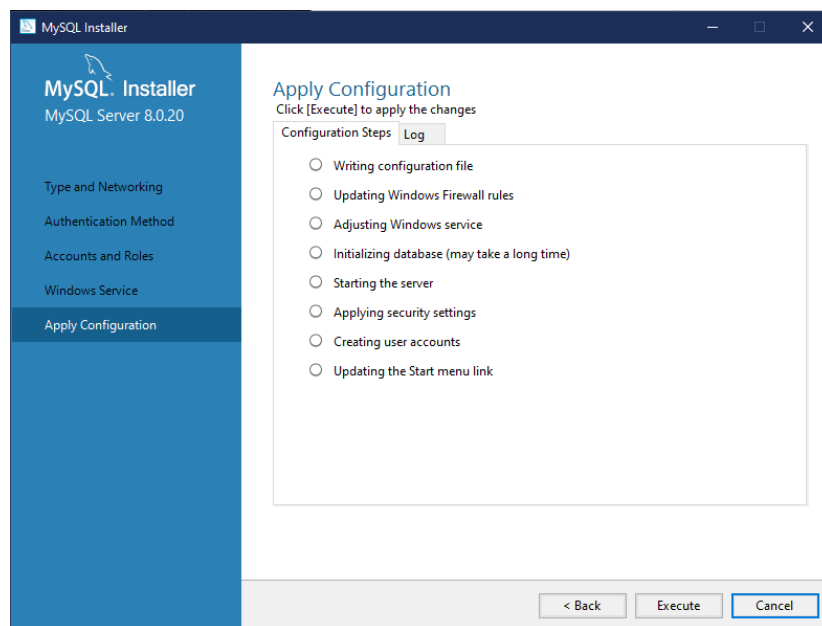 MySQL Installer
MySQL. Installer
MySQL Server 8.0.20
Type and Networking
Authentication Method
Accounts and Roles
Windows Service
Apply Configuration
Apply Configuration
Click [Execute] to apply the changes
Configuration Steps Log
Writing configuration file
Updating Windows Firewall rules
Adjusting Windows service
Initializing database (may take a long time)
Starting the server
Applying security settings
Creating user accounts
Updating the Start menu link
< Back Execute Cancel